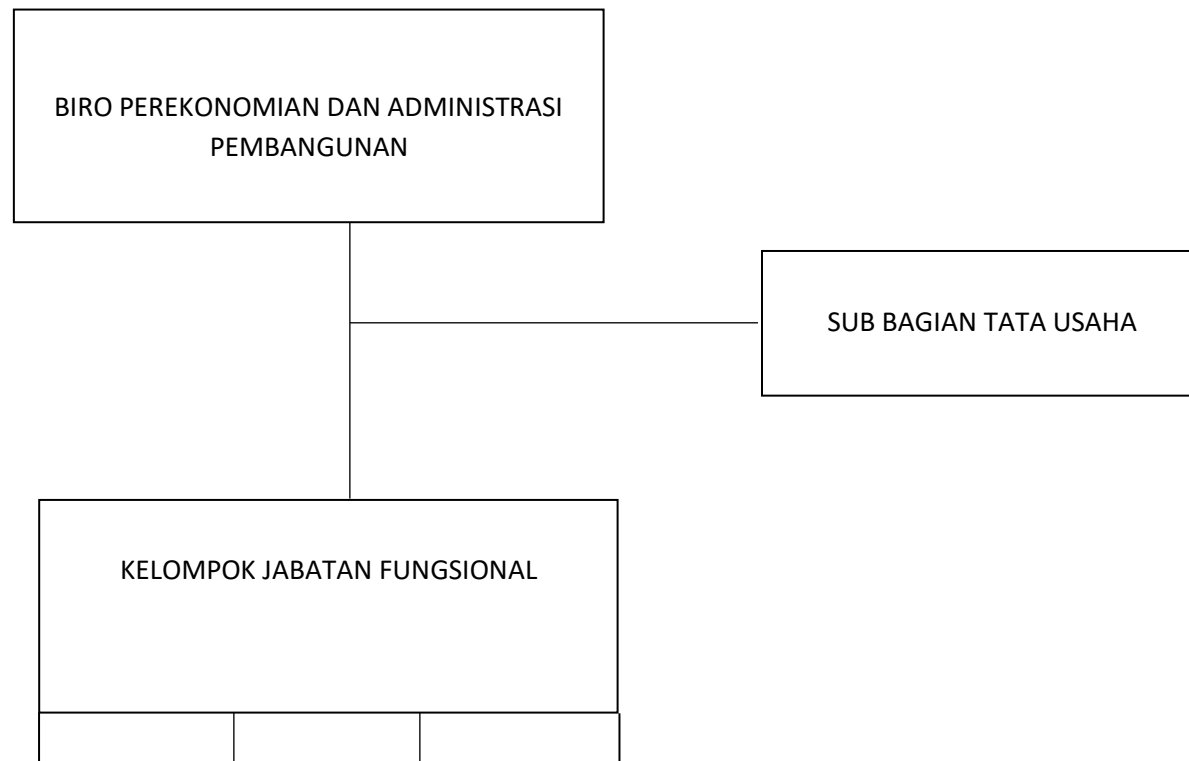 BIRO PEREKONOMIAN DAN ADMINISTRASI
PEMBANGUNAN
SUB BAGIAN TATA USAHA
KELOMPOK JABATAN FUNGSIONAL